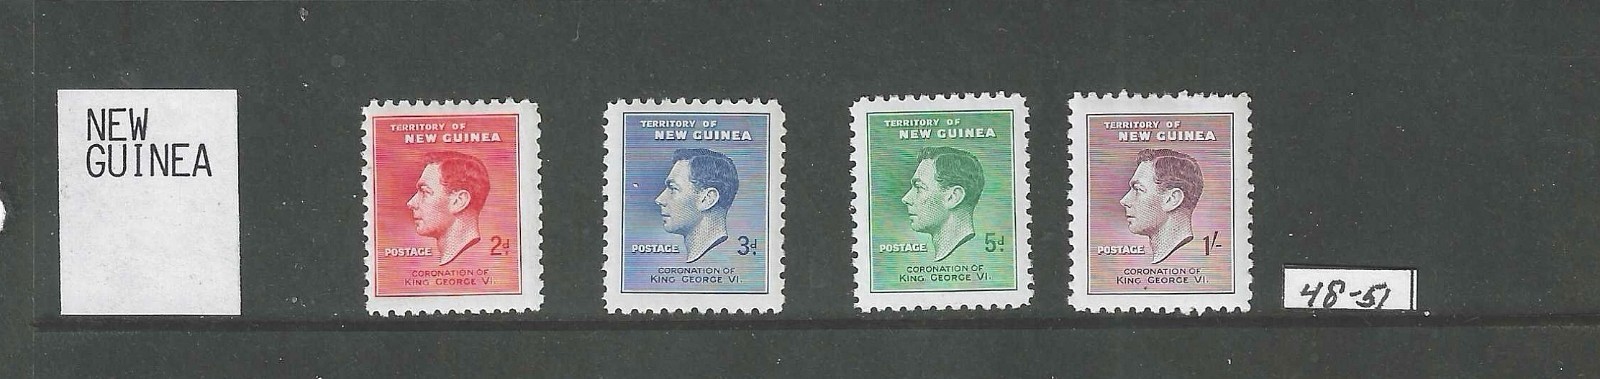 NEW
GUINEA
TERRITORY OF
NEW GUINEA
POSTAGE 2d.
CORONATION OF
KING GEORGE VI.
TERRITORY OF
NEW GUINEA
POSTAGE 3d.
CORONATION OF
KING GEORGE VI.
TERRITORY OF
NEW GUINEA
POSTAGE 5d.
CORONATION OF
KING GEORGE VI.
TERRITORY OF
NEW GUINEA
POSTAGE 1/-
CORONATION OF
KING GEORGE VI.
48-51